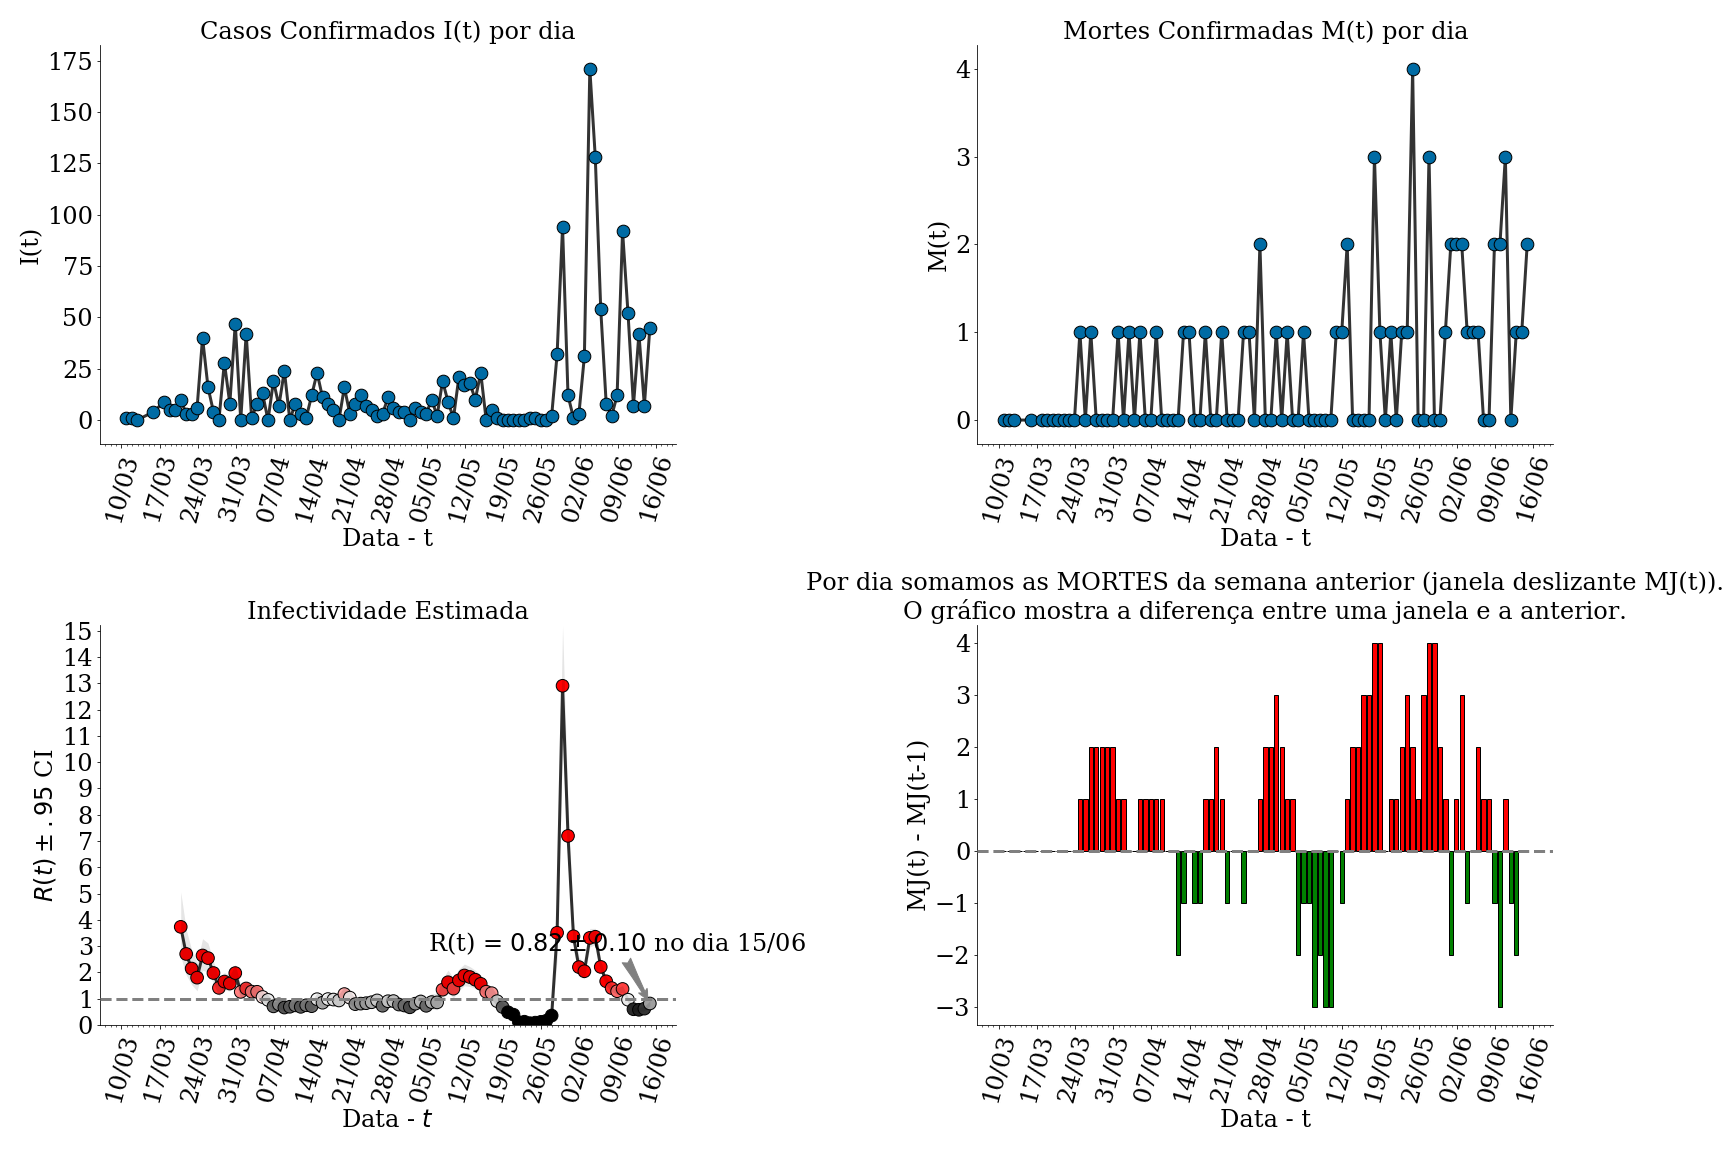 Casos Confirmados I(t) por dia
175
150
125
100
75
50
25
0
I(t)
10/03 17/03 24/03 31/03 07/04 14/04 21/04 28/04 05/05 12/05 19/05 26/05 02/06 09/06 16/06
Data - t
Mortes Confirmadas M(t) por dia
4
3
2
1
0
M(t)
10/03 17/03 24/03 31/03 07/04 14/04 21/04 28/04 05/05 12/05 19/05 26/05 02/06 09/06 16/06
Data - t
Infectividade Estimada
15
14
13
12
11
10
9
8
7
6
5
4
3
2
1
0
R(t) ± .95 CI
R(t) = 0.82 ± 0.10 no dia 15/06
10/03 17/03 24/03 31/03 07/04 14/04 21/04 28/04 05/05 12/05 19/05 26/05 02/06 09/06 16/06
Data - t
Por dia somamos as MORTES da semana anterior (janela deslizante MJ(t)).
O gráfico mostra a diferença entre uma janela e a anterior.
4
3
2
1
0
−1
−2
−3
MJ(t) - MJ(t-1)
10/03 17/03 24/03 31/03 07/04 14/04 21/04 28/04 05/05 12/05 19/05 26/05 02/06 09/06 16/06
Data - t